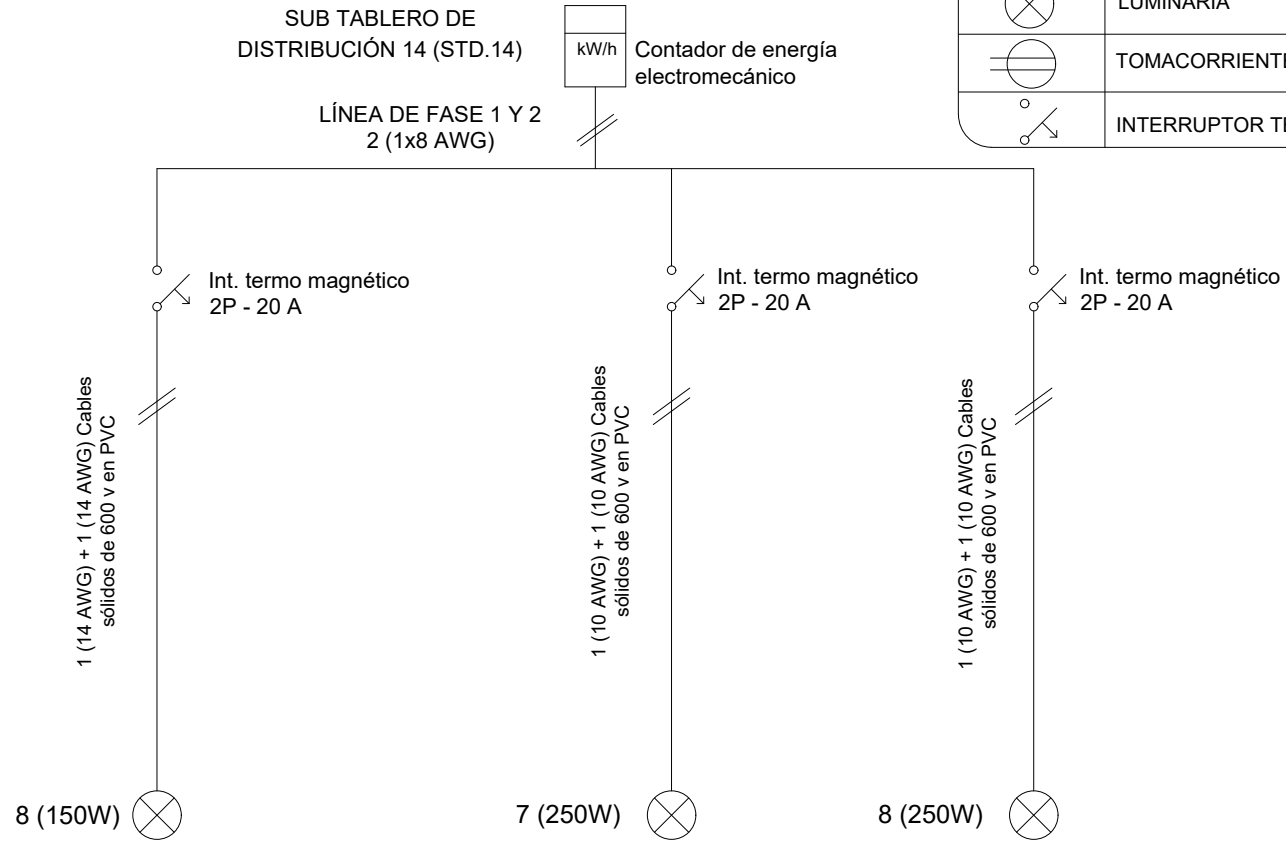 SUB TABLERO DE
DISTRIBUCIÓN 14 (STD.14)
kW/h
Contador de energía
electromecánico
LÍNEA DE FASE 1 Y 2
2 (1x8 AWG)
LUMINARIA
TOMACORRIENTE
INTERRUPTOR
Int. termo magnético
2P - 20 A
Int. termo magnético
2P - 20 A
Int. termo magnético
2P - 20 A
1 (14 AWG) + 1 (14 AWG) Cables
sólidos de 600 v en PVC
1 (10 AWG) + 1 (10 AWG) Cables
sólidos de 600 v en PVC
1 (10 AWG) + 1 (10 AWG) Cables
sólidos de 600 v en PVC
8 (150W)
7 (250W)
8 (250W)